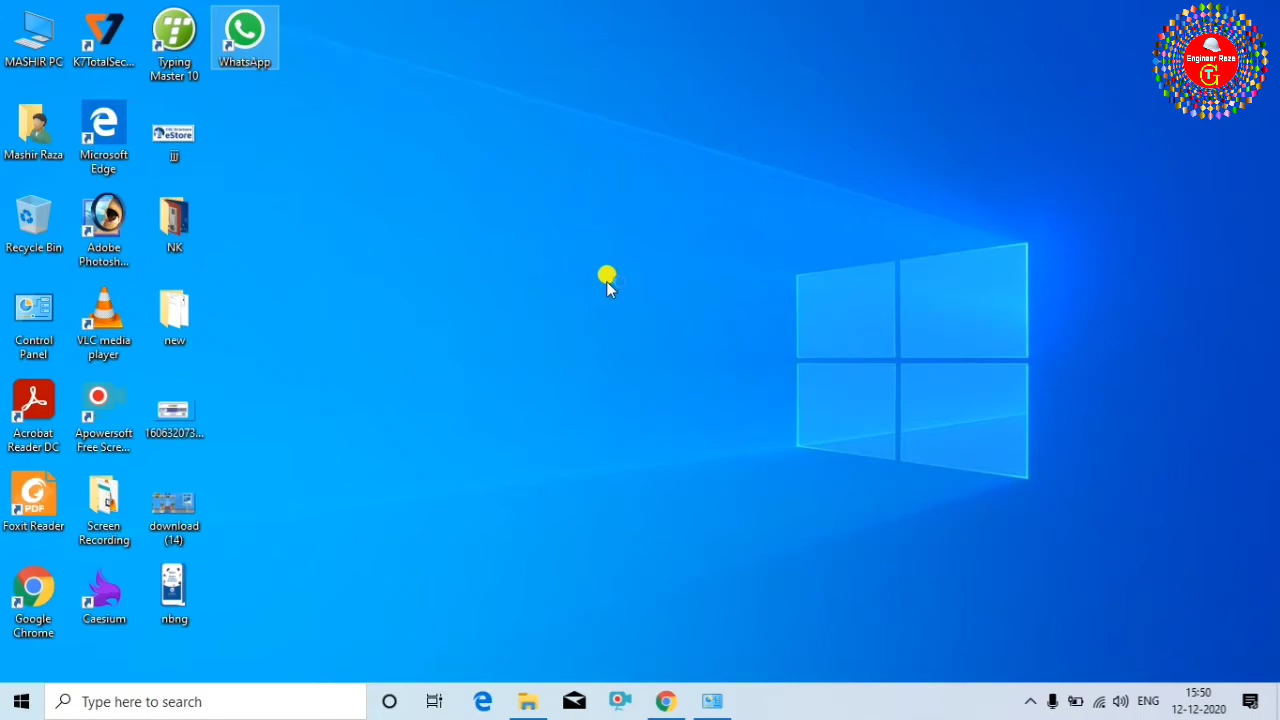 MASHIR PC
K7TotalSec...
Typing
Master 10
WhatsApp
Engineer Raza
T
G
Mashir Raza
Microsoft
Edge
eStore
jjj
Recycle Bin
Adobe
Photosh...
NK
Control
Panel
VLC media
player
new
Acrobat
Reader DC
Apowersoft
Free Scre...
160632073...
PDF
Foxit Reader
Screen
Recording
download
(14)
Google
Chrome
Caesium
nbng
Type here to search
ENG
15:50
12-12-2020